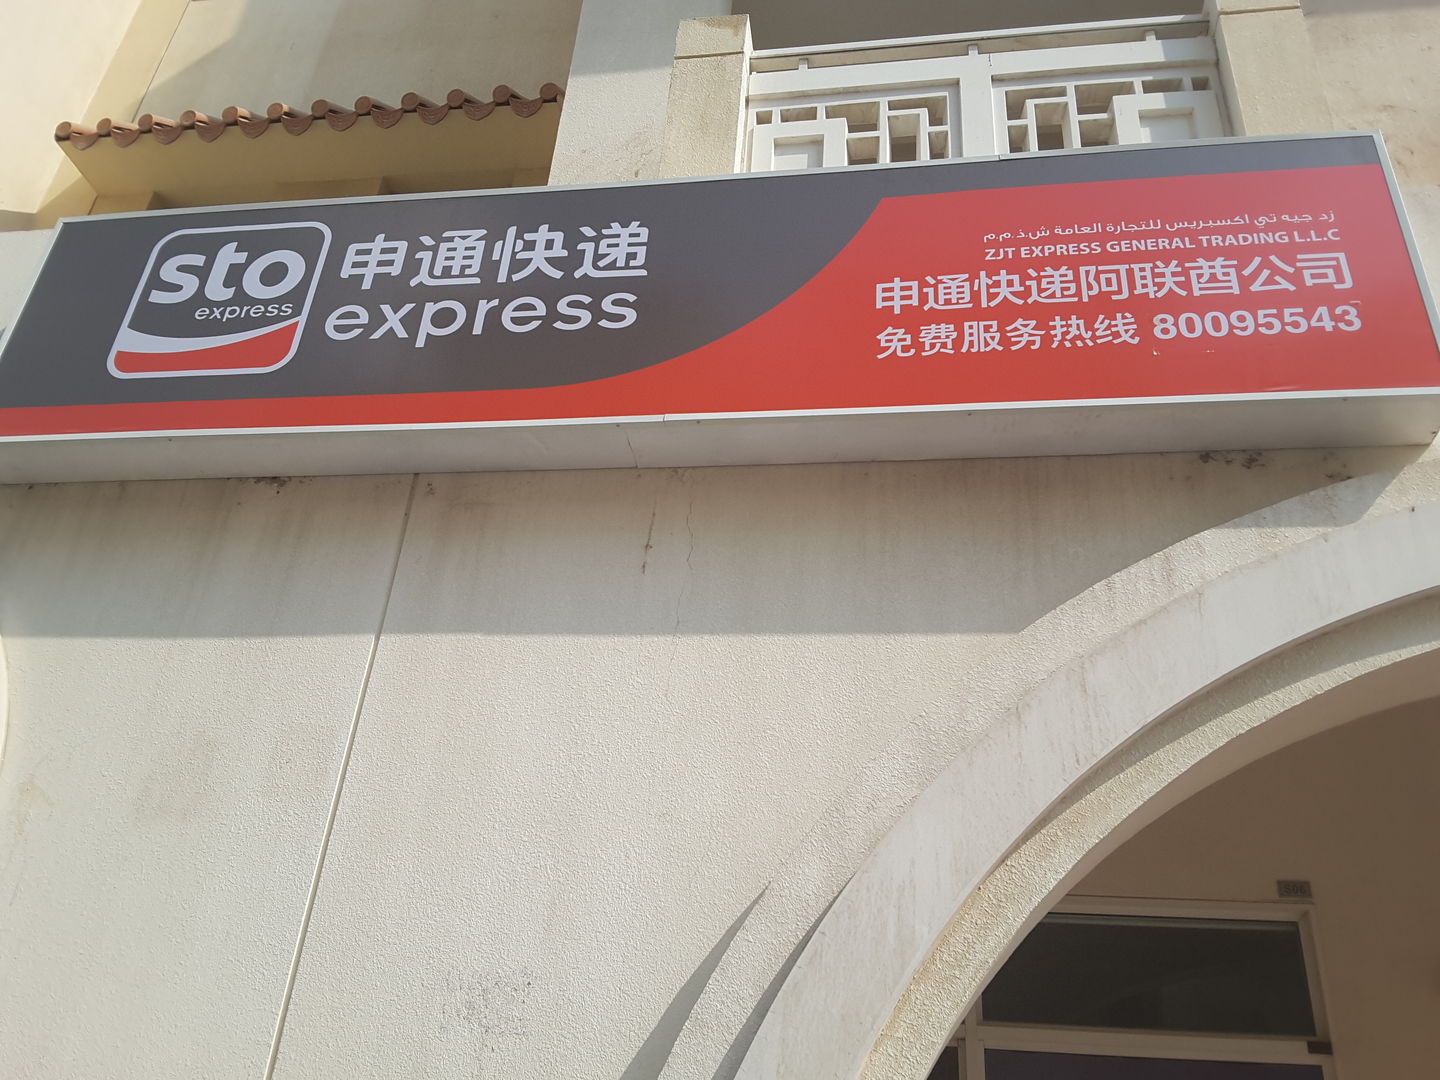 sto
express
申通快递
express
زد جيه تي اكسبريس للتجارة العامة ش.ذ.م.م
ZJT EXPRESS GENERAL TRADING L.L.C
申通快递阿联酋公司
免费服务热线 80095543
S06